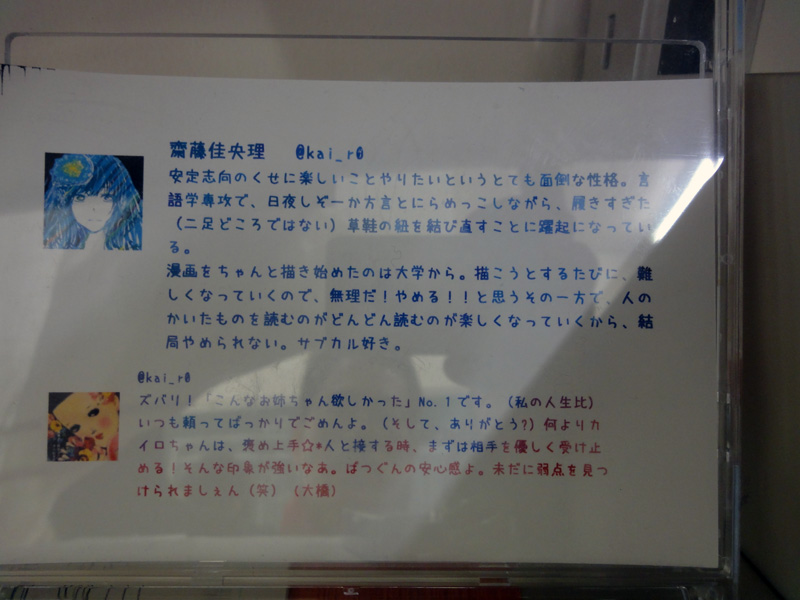 齋藤佳央理　@kai_r0
安定志向のくせに楽しいことやりたいというとても面倒な性格。言
語学専攻で、日夜しぞーか方言とにらめっこしながら、履きすぎた
（二足どころではない）草鞋の紐を結び直すことに躍起になってい
る。
漫画をちゃんと描き始めたのは大学から。描こうとするたびに、難
しくなっていくので、無理だ！やめる！！と思うその一方で、人の
かいたものを読むのがどんどん読むのが楽しくなっていくから、結
局やめられない。サブカル好き。
@kai_r0
ズバリ！「こんなお姉ちゃん欲しかった」No.1です。（私の人生比）
いつも頼ってばっかりでごめんよ。（そして、ありがとう?）何よりカ
イロちゃんは、褒め上手☆*人と接する時、まずは相手を優しく受け止
める！そんな印象が強いなあ。ばつぐんの安心感よ。未だに弱点を見つ
けられましぇん（笑）（大橋）